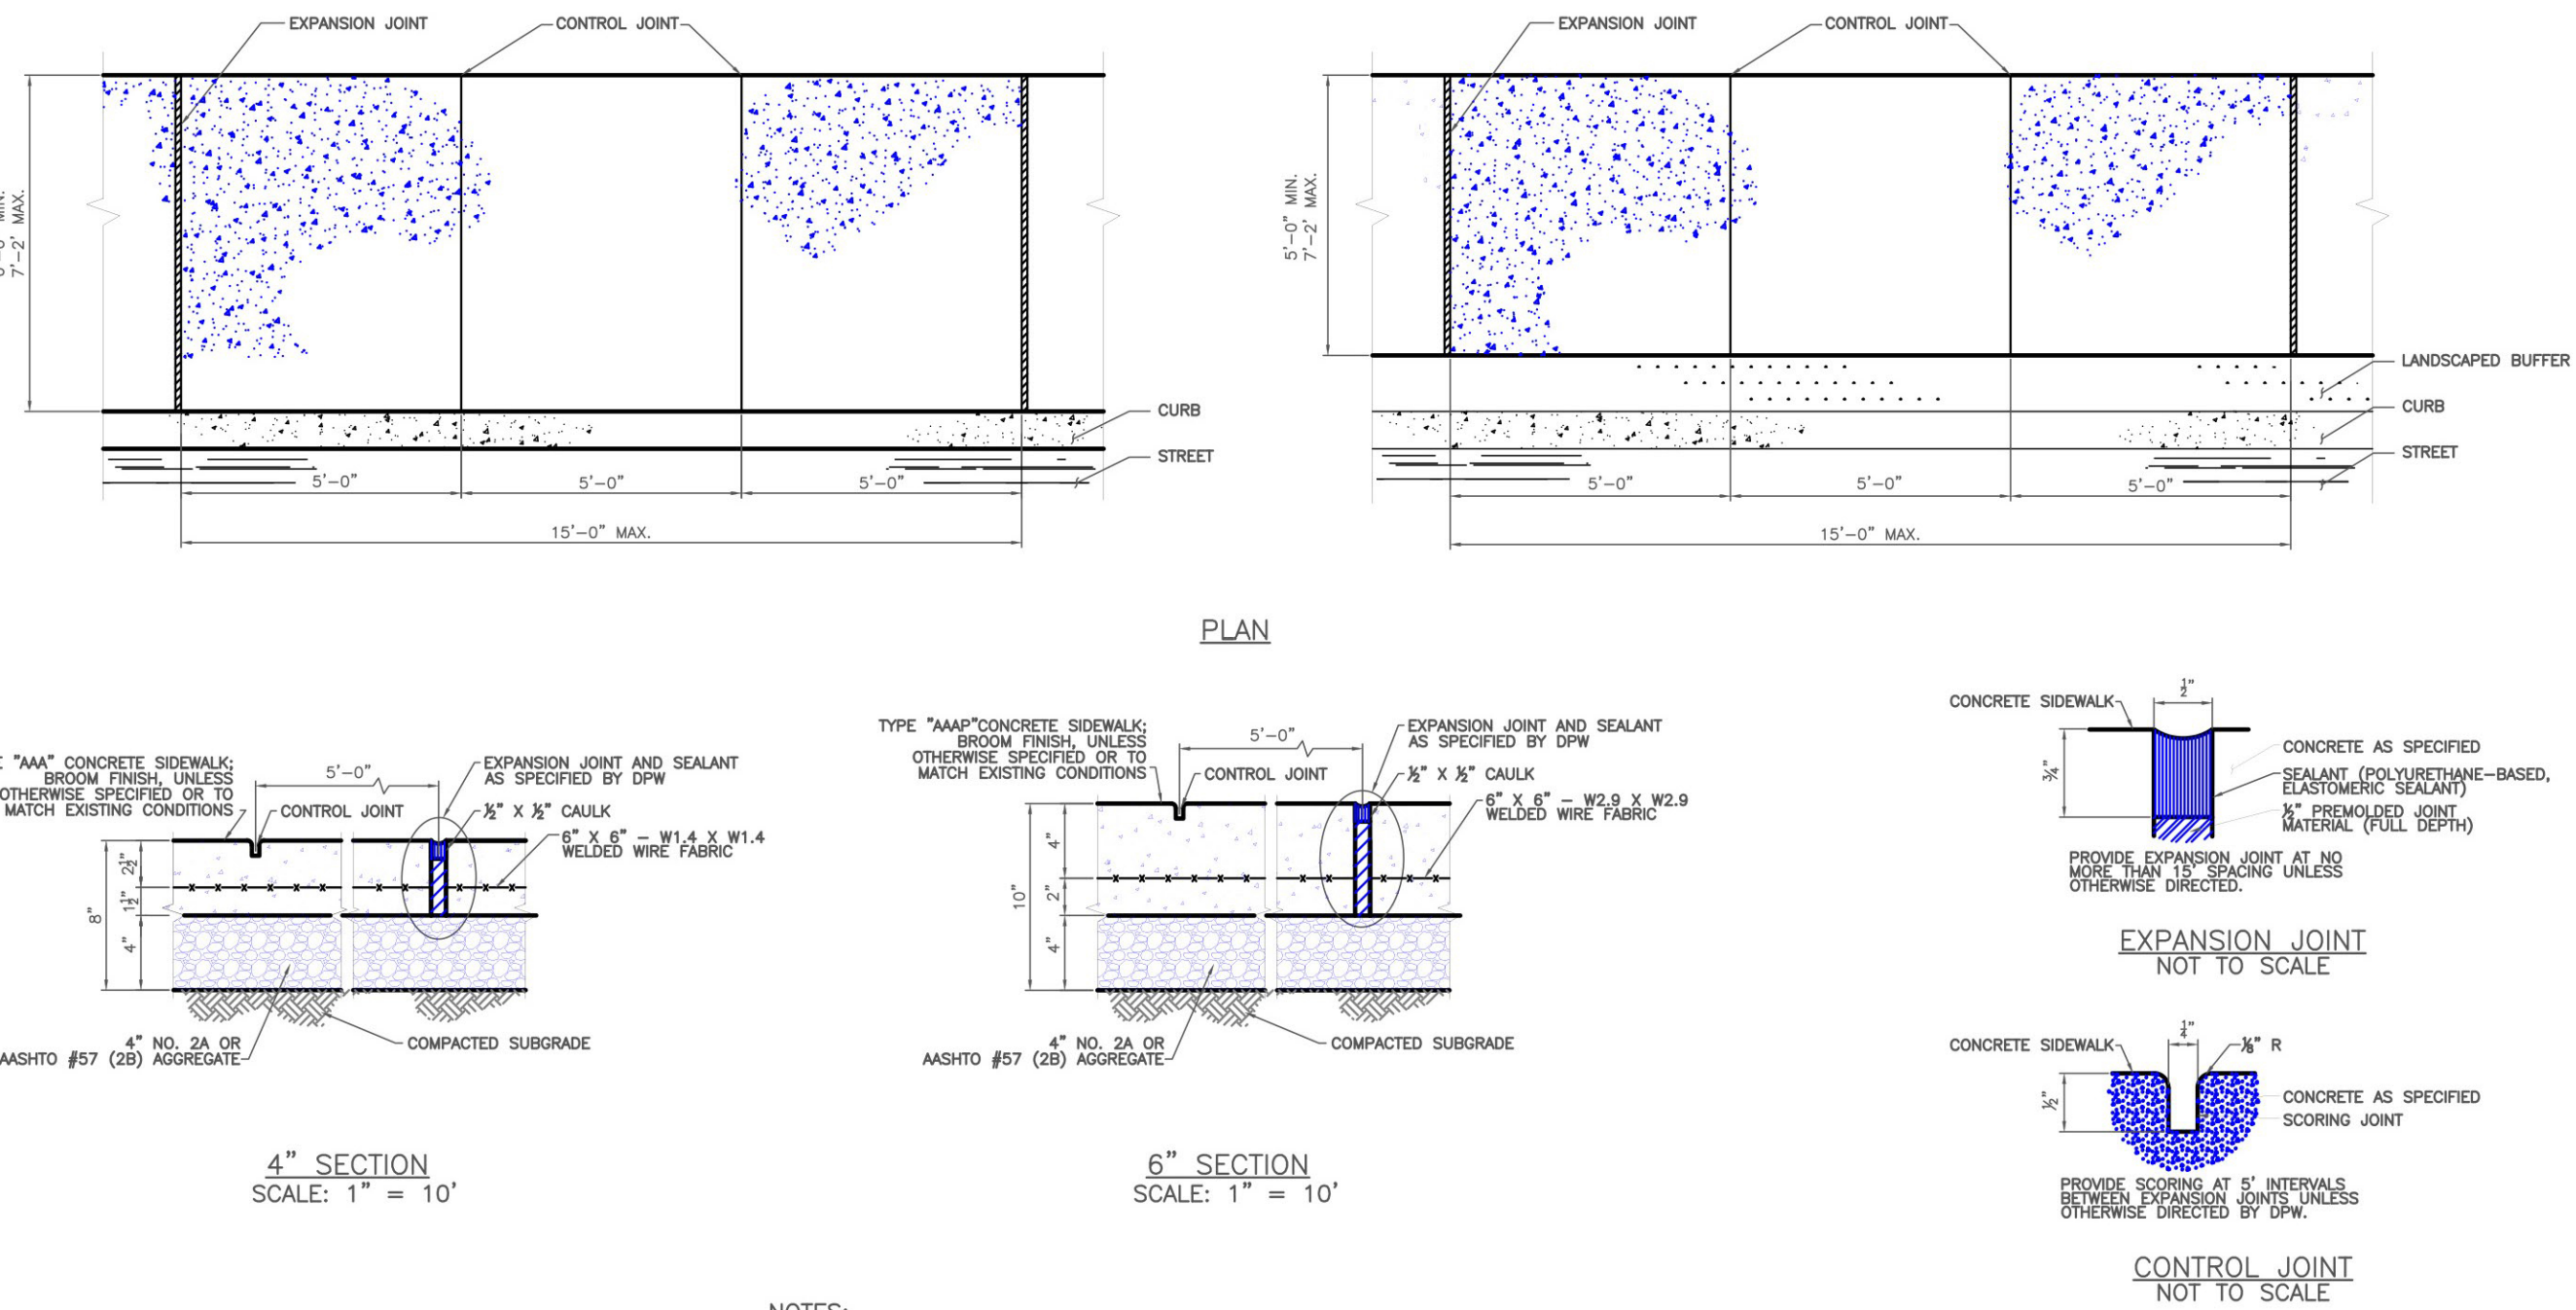 EXPANSION JOINT
CONTROL JOINT
7'-2' MAX.
CURB
STREET
5'-0"
5'-0"
5'-0"
15'-0" MAX.
EXPANSION JOINT
CONTROL JOINT
5'-0" MIN.
7'-2' MAX.
LANDSCAPED BUFFER
CURB
STREET
5'-0"
5'-0"
5'-0"
15'-0" MAX.
PLAN
"AAA" CONCRETE SIDEWALK;
BROOM FINISH, UNLESS
OTHERWISE SPECIFIED OR TO
MATCH EXISTING CONDITIONS
5'-0"
CONTROL JOINT
EXPANSION JOINT AND SEALANT
AS SPECIFIED BY DPW
½" X ½" CAULK
6" X 6" - W1.4 X W1.4
WELDED WIRE FABRIC
8"
2½"
1½"
4"
4" NO. 2A OR
AASHTO #57 (2B) AGGREGATE
COMPACTED SUBGRADE
4" SECTION
SCALE: 1" = 10'
TYPE "AAAP"CONCRETE SIDEWALK;
BROOM FINISH, UNLESS
OTHERWISE SPECIFIED OR TO
MATCH EXISTING CONDITIONS
5'-0"
CONTROL JOINT
EXPANSION JOINT AND SEALANT
AS SPECIFIED BY DPW
½" X ½" CAULK
6" X 6" - W2.9 X W2.9
WELDED WIRE FABRIC
10"
4"
2"
4"
4" NO. 2A OR
AASHTO #57 (2B) AGGREGATE
COMPACTED SUBGRADE
6" SECTION
SCALE: 1" = 10'
CONCRETE SIDEWALK
½"
¾"
CONCRETE AS SPECIFIED
SEALANT (POLYURETHANE-BASED,
ELASTOMERIC SEALANT)
½" PREMOLDED JOINT
MATERIAL (FULL DEPTH)
PROVIDE EXPANSION JOINT AT NO
MORE THAN 15' SPACING UNLESS
OTHERWISE DIRECTED.
EXPANSION JOINT
NOT TO SCALE
CONCRETE SIDEWALK
¼"
⅛" R
½"
CONCRETE AS SPECIFIED
SCORING JOINT
PROVIDE SCORING AT 5' INTERVALS
BETWEEN EXPANSION JOINTS UNLESS
OTHERWISE DIRECTED BY DPW.
CONTROL JOINT
NOT TO SCALE
NOTES: